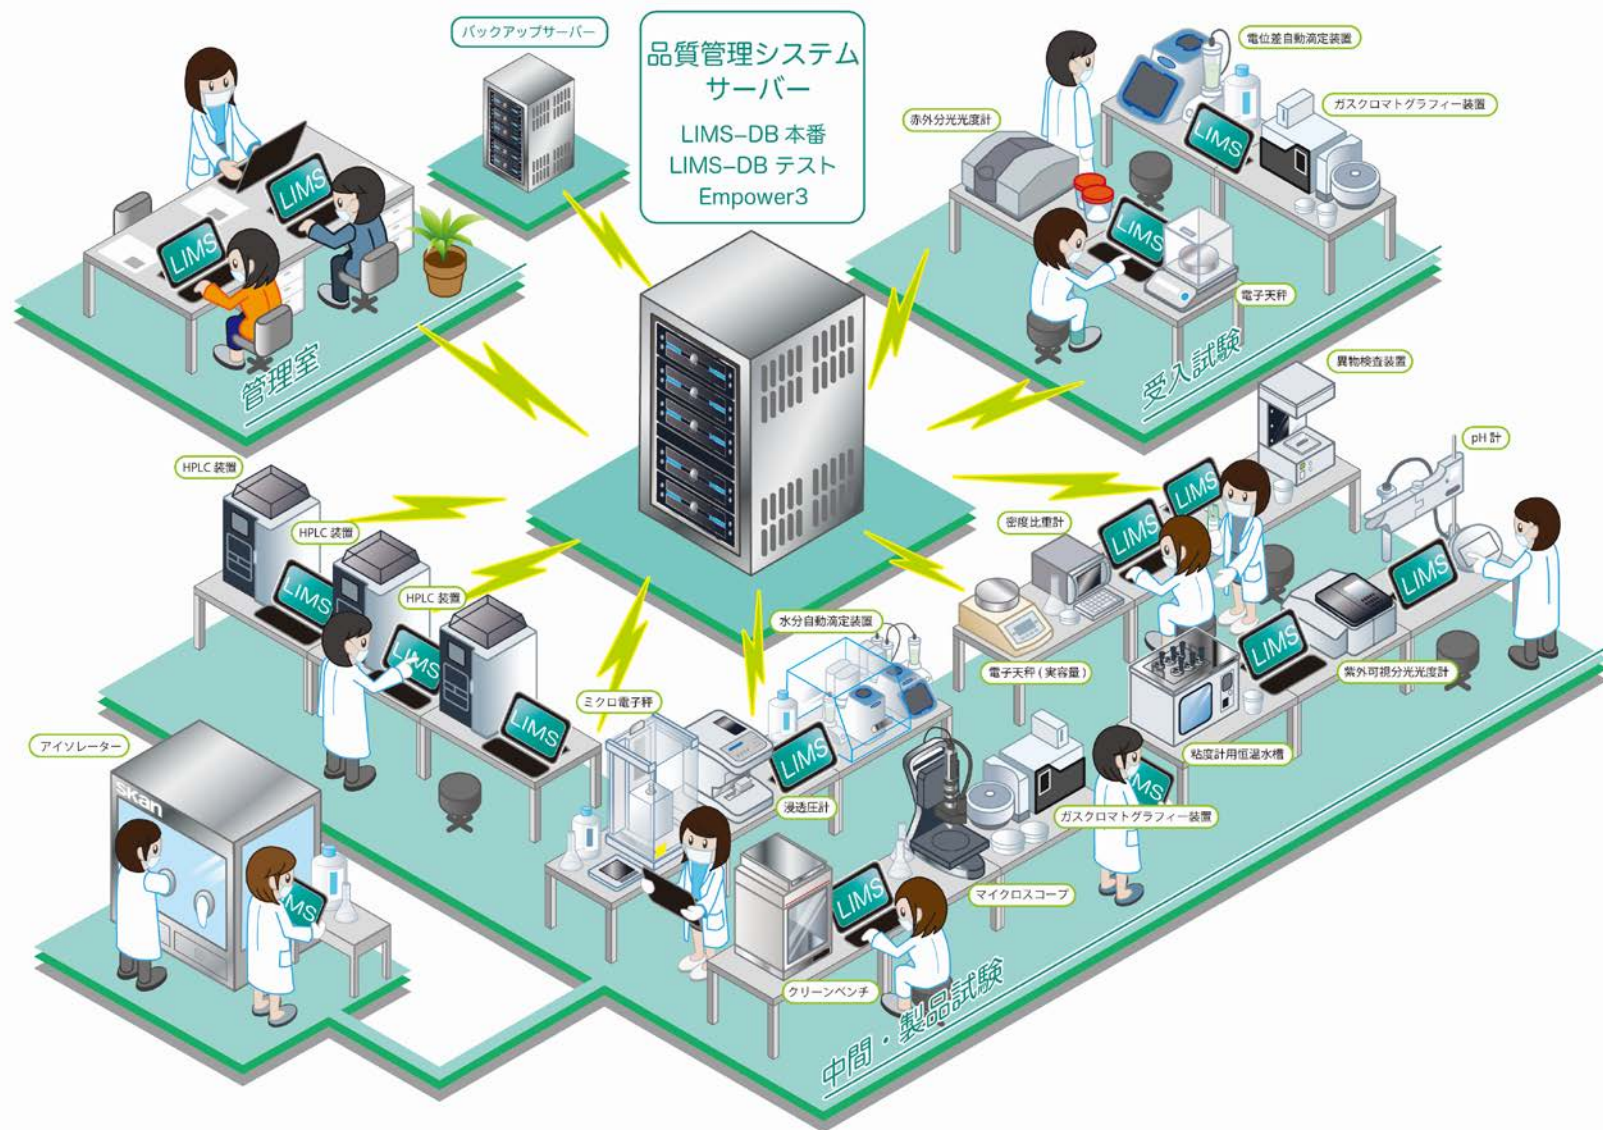 バックアップサーバー
品質管理システム
サーバー
LIMS-DB 本番
LIMS-DB テスト
Empower3
電位差自動滴定装置
ガスクロマトグラフィー装置
赤外分光光度計
LIMS
LIMS
電子天秤
受入試験
LIMS
LIMS
管理室
異物検査装置
pH 計
HPLC 装置
HPLC 装置
HPLC 装置
LIMS
LIMS
LIMS
密度比重計
LIMS
LIMS
LIMS
電子天秤 ( 実容量 )
LIMS
紫外可視分光光度計
粘度計用恒温水槽
水分自動滴定装置
ミクロ電子秤
LIMS
浸透圧計
ガスクロマトグラフィー装置
MS
マイクロスコープ
LIMS
クリーンベンチ
アイソレーター
skan
MS
中間・製品試験